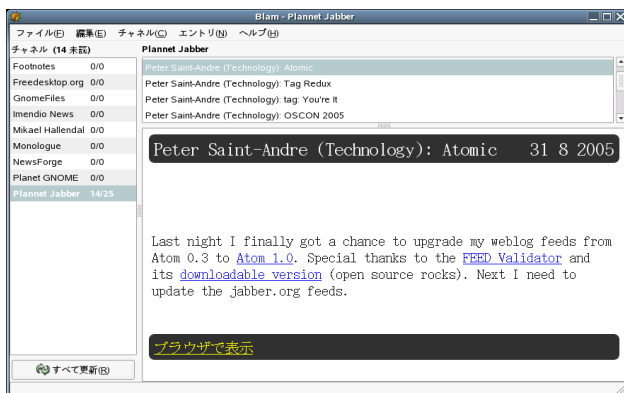 Blam - Plannet Jabber
ファイル(F) 編集(E) チャネル(C) エントリ(N) ヘルプ(H)
チャネル (14 未読)
Footnotes 0/0
Freedesktop.org 0/0
GnomeFiles 0/0
Imendio News 0/0
Mikael Hallendal 0/0
Monologue 0/0
NewsForge 0/0
Planet GNOME 0/0
Plannet Jabber 14/25
すべて更新(R)
Plannet Jabber
Peter Saint-Andre (Technology): Atomic
Peter Saint-Andre (Technology): Tag Redux
Peter Saint-Andre (Technology): tag: You're It
Peter Saint-Andre (Technology): OSCON 2005
Peter Saint-Andre (Technology): Atomic 31 8 2005
Last night I finally got a chance to upgrade my weblog feeds from
Atom 0.3 to Atom 1.0. Special thanks to the FEED Validator and
its downloadable version (open source rocks). Next I need to
update the jabber.org feeds.
ブラウザで表示